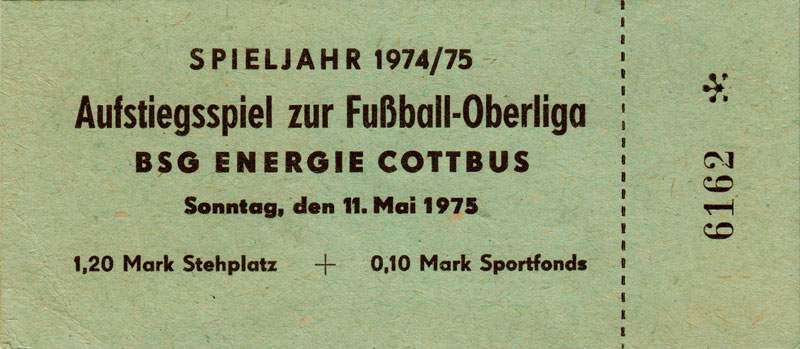 SPIELJAHR 1974/75
Aufstiegsspiel zur Fußball-Oberliga
BSG ENERGIE COTTBUS
Sonntag, den 11. Mai 1975
1,20 Mark Stehplatz + 0,10 Mark Sportfonds
6162 *